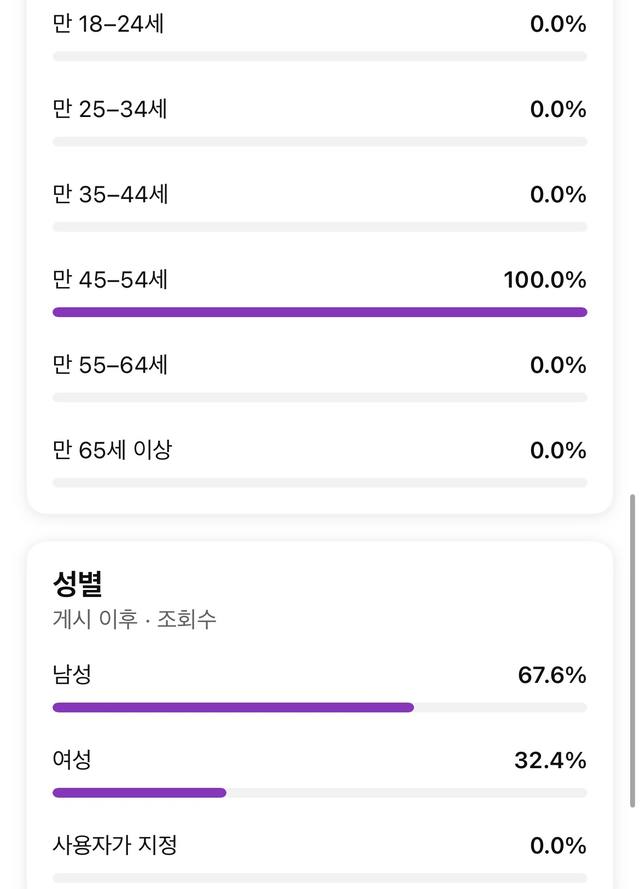 만 18–24세 0.0%
만 25–34세 0.0%
만 35–44세 0.0%
만 45–54세 100.0%
만 55–64세 0.0%
만 65세 이상 0.0%
성별
게시 이후 · 조회수
남성 67.6%
여성 32.4%
사용자가 지정 0.0%